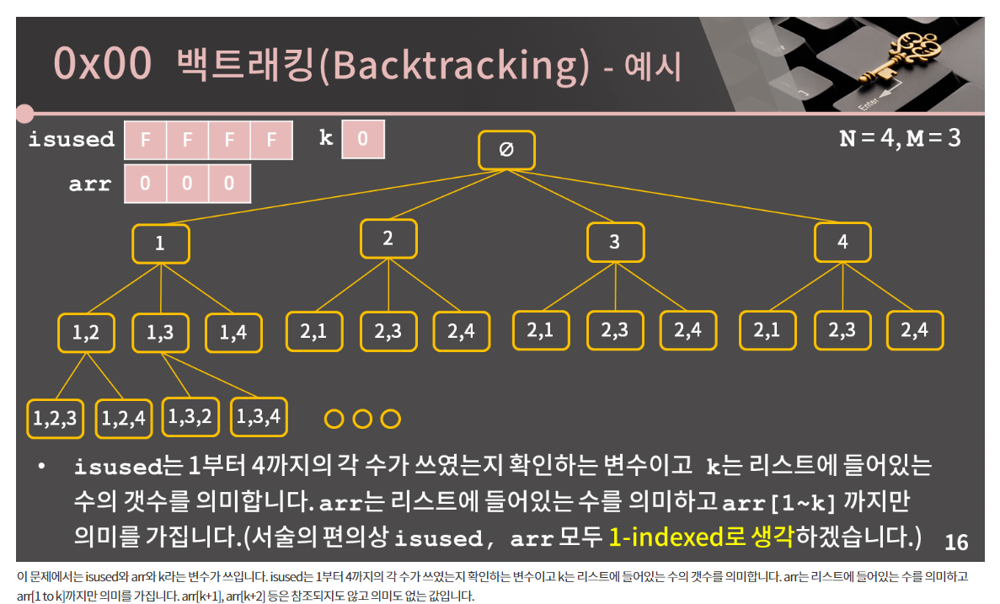 0x00 백트래킹(Backtracking) - 예시
isused F F F F k 0
N = 4, M = 3
arr 0 0 0
∅
1 2 3 4
1,2 1,3 1,4 2,1 2,3 2,4 2,1 2,3 2,4 2,1 2,3 2,4
1,2,3 1,2,4 1,3,2 1,3,4
• isused는 1부터 4까지의 각 수가 쓰였는지 확인하는 변수이고 k는 리스트에 들어있는
수의 갯수를 의미합니다. arr는 리스트에 들어있는 수를 의미하고 arr[1~k] 까지만
의미를 가집니다.(서술의 편의상 isused, arr 모두 1-indexed로 생각하겠습니다.)
16
이 문제에서는 isused와 arr와 k라는 변수가 쓰입니다. isused는 1부터 4까지의 각 수가 쓰였는지 확인하는 변수이고 k는 리스트에 들어있는 수의 갯수를 의미합니다. arr는 리스트에 들어있는 수를 의미하고
arr[1 to k]까지만 의미를 가집니다. arr[k+1], arr[k+2] 등은 참조되지도 않고 의미도 없는 값입니다.
Enter